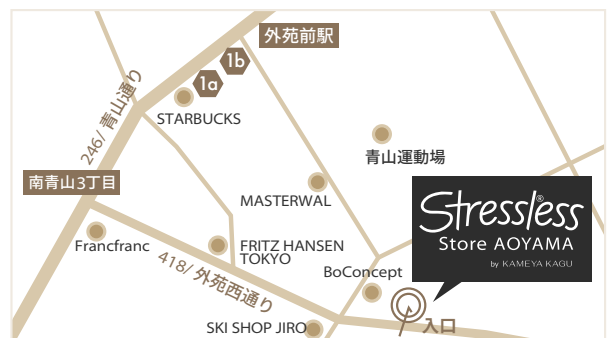 外苑前駅
1b
1a
STARBUCKS
246/ 青山通り
青山運動場
南青山3丁目
MASTERWAL
Stressless®
Store AOYAMA
by KAMEYA KAGU
Francfranc
FRITZ HANSEN
TOKYO
418/ 外苑西通り
BoConcept
入口
SKI SHOP JIRO